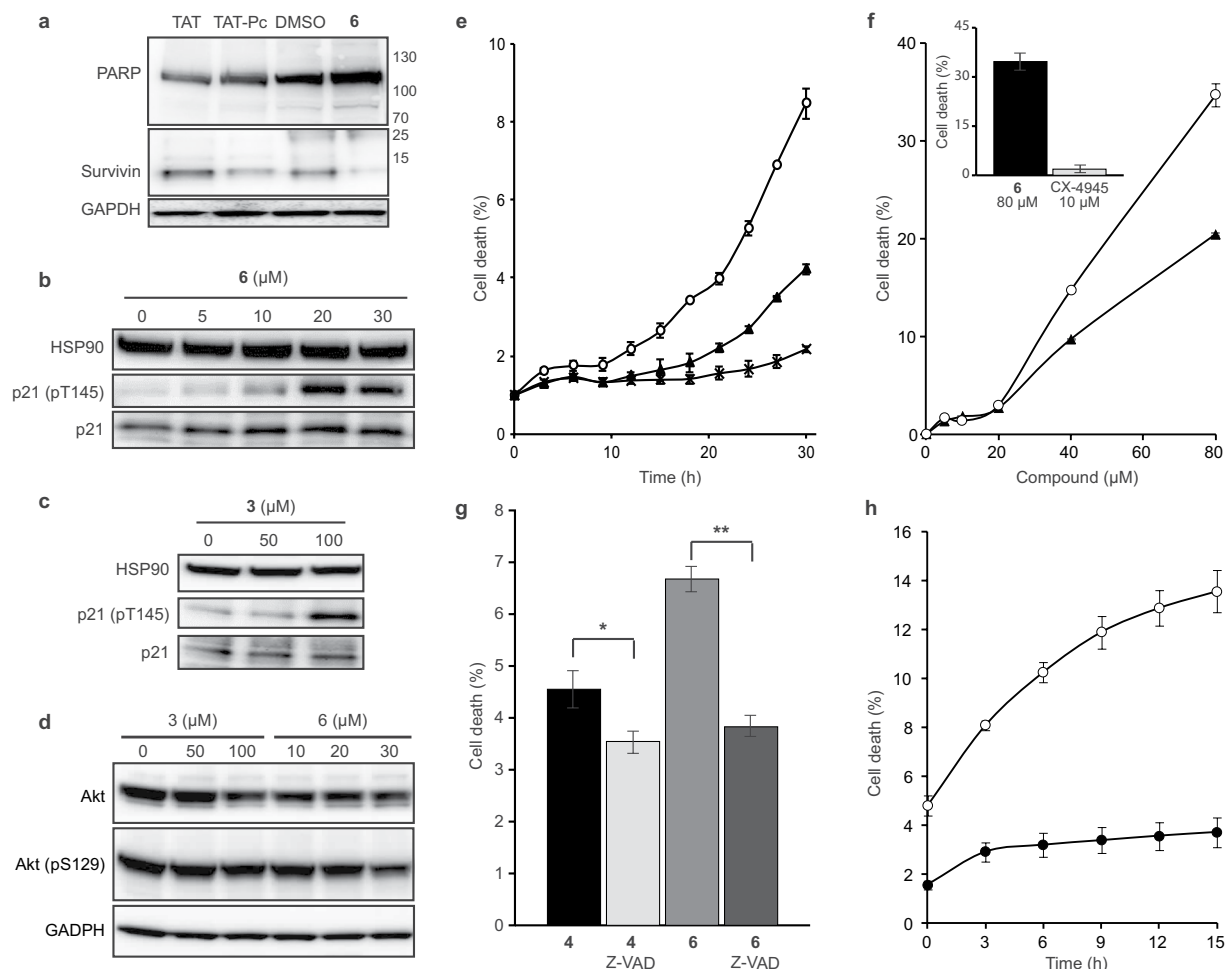 a
TAT TAT-Pc DMSO 6
PARP
130
100
70
25
15
Survivin
GAPDH
b
6 (µM)
0 5 10 20 30
HSP90
p21 (pT145)
p21
c
3 (µM)
0 50 100
HSP90
p21 (pT145)
p21
d
3 (µM) 6 (µM)
0 50 100 10 20 30
Akt
Akt (pS129)
GADPH
e
10
8
6
4
2
0
Cell death (%)
0 10 20 30
Time (h)
f
40
30
20
10
0
Cell death (%)
0 20 40 60 80
Compound (µM)
45
30
15
0
Cell death (%)
6 CX-4945
80 µM 10 µM
g
8
7
6
5
4
3
2
1
0
Cell death (%)
* **
4 4 6 6
Z-VAD Z-VAD
h
16
14
12
10
8
6
4
2
0
Cell death (%)
0 3 6 9 12 15
Time (h)